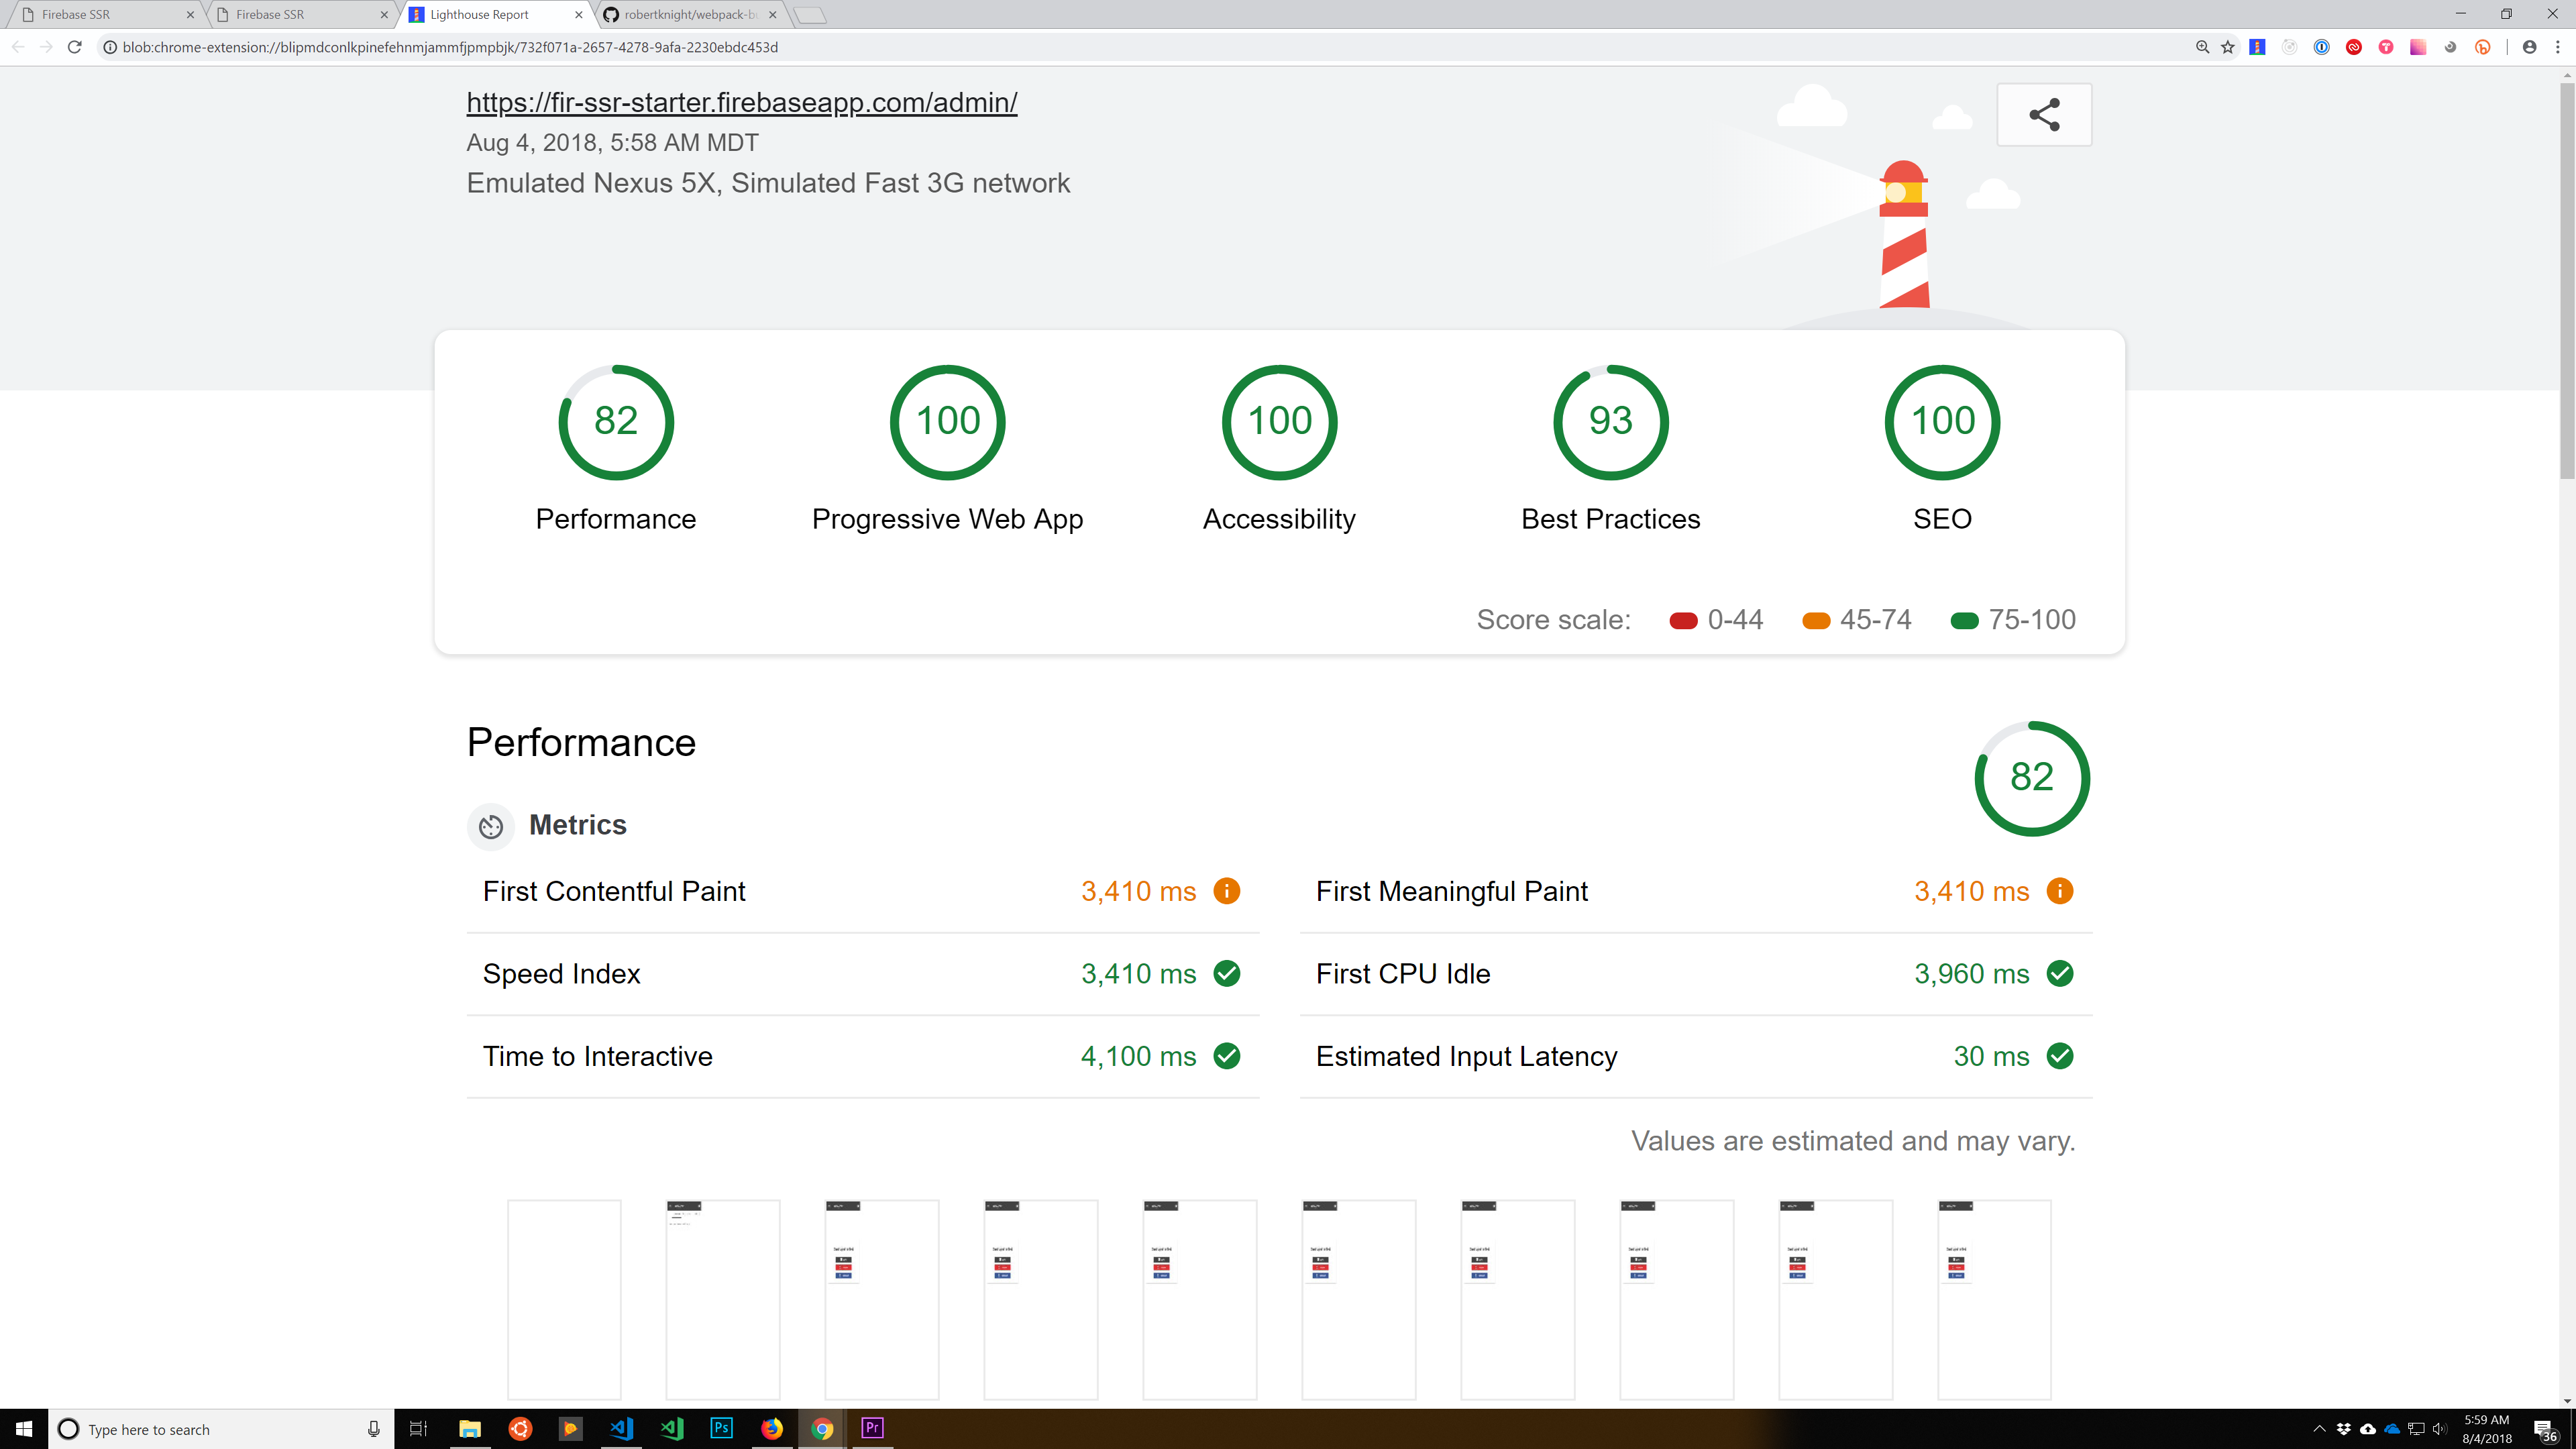 Firebase SSR
Firebase SSR
Lighthouse Report
robertknight/webpack-bu
blob:chrome-extension://blipmdconlkpinefehnmjammfjpmpbjk/732f071a-2657-4278-9afa-2230ebdc453d
https://fir-ssr-starter.firebaseapp.com/admin/
Aug 4, 2018, 5:58 AM MDT
Emulated Nexus 5X, Simulated Fast 3G network
82
100
100
93
100
Performance
Progressive Web App
Accessibility
Best Practices
SEO
Score scale: 0-44 45-74 75-100
Performance
82
Metrics
First Contentful Paint 3,410 ms
First Meaningful Paint 3,410 ms
Speed Index 3,410 ms
First CPU Idle 3,960 ms
Time to Interactive 4,100 ms
Estimated Input Latency 30 ms
Values are estimated and may vary.
Type here to search
Ps
Pr
5:59 AM
8/4/2018
36